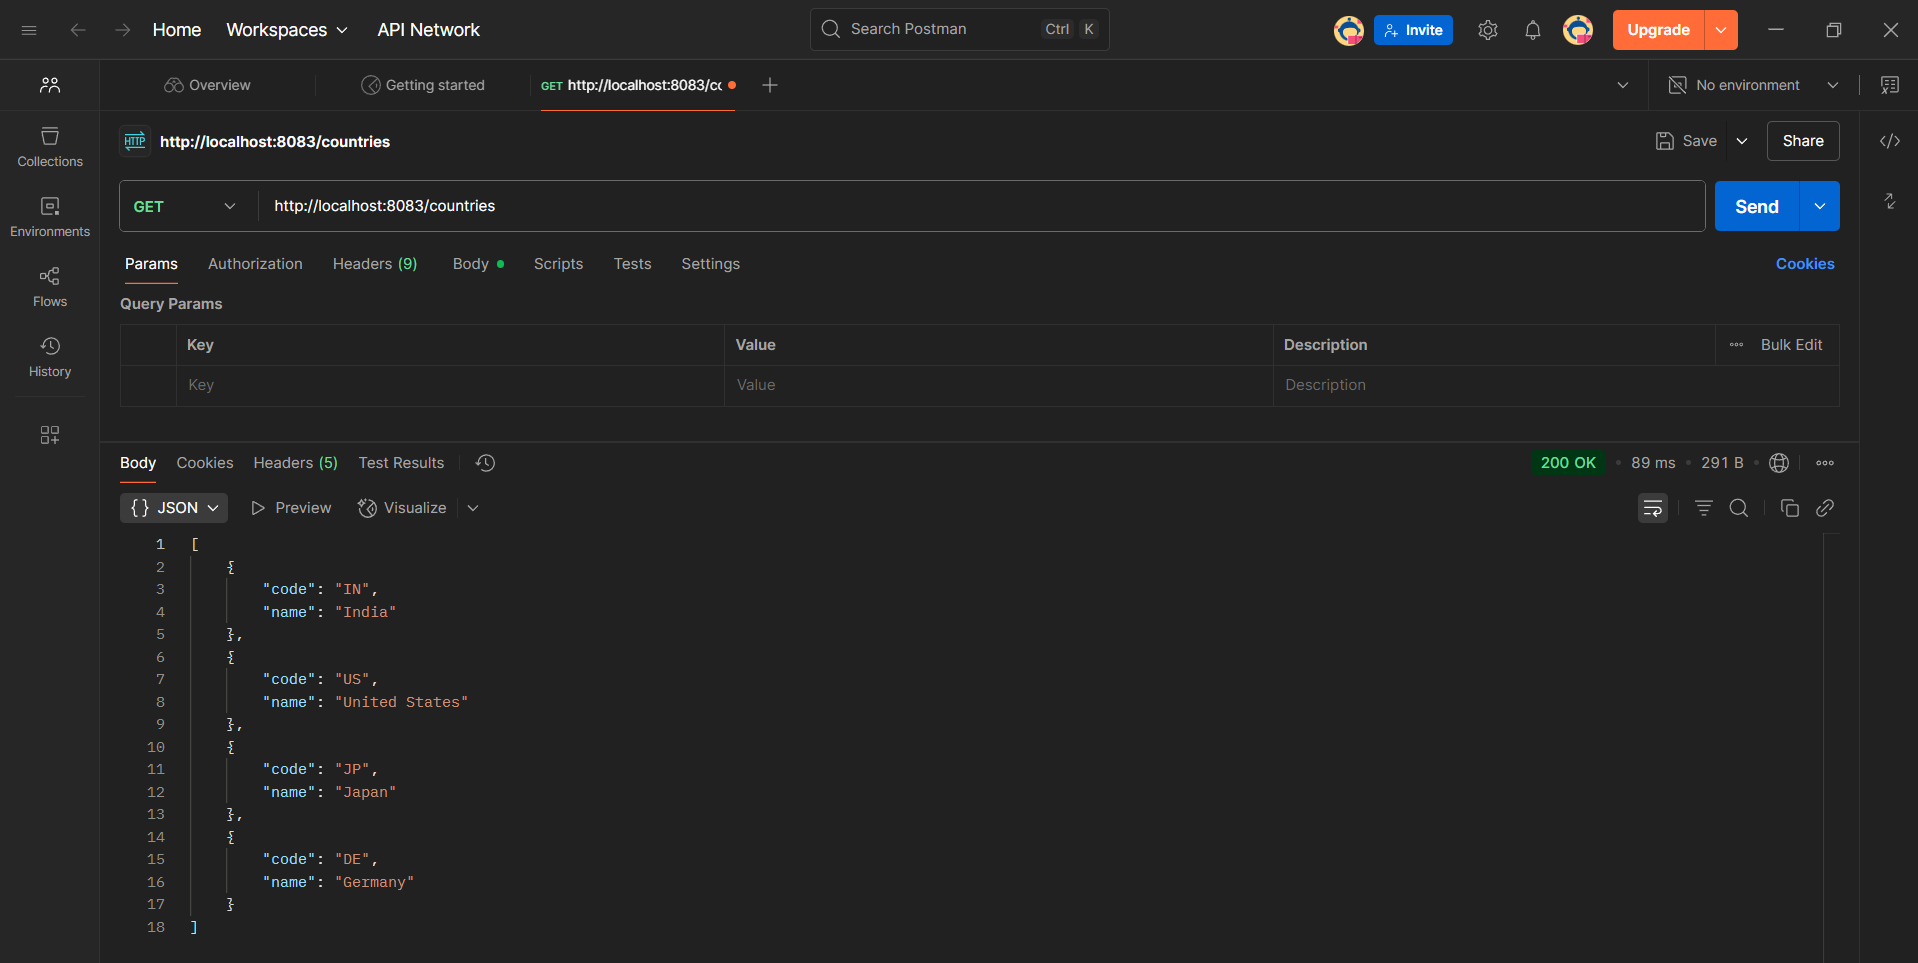 Home Workspaces API Network Search Postman Ctrl K Invite Upgrade
Overview Getting started GET http://localhost:8083/cc No environment
HTTP http://localhost:8083/countries Save Share
Collections
Environments
Flows
History
GET http://localhost:8083/countries Send
Params Authorization Headers (9) Body Scripts Tests Settings Cookies
Query Params
Key Value Description Bulk Edit
Key Value Description
Body Cookies Headers (5) Test Results 200 OK 89 ms 291 B
{} JSON Preview Visualize
1 [
2 {
3 "code": "IN",
4 "name": "India"
5 },
6 {
7 "code": "US",
8 "name": "United States"
9 },
10 {
11 "code": "JP",
12 "name": "Japan"
13 },
14 {
15 "code": "DE",
16 "name": "Germany"
17 }
18 ]